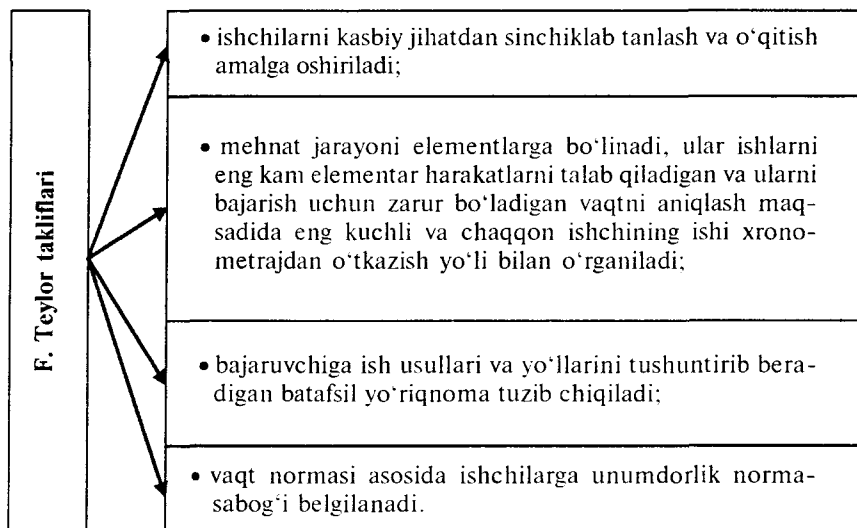 F. Teylor takliflari
• ishchilarni kasbiy jihatdan sinchiklab tanlash va o‘qitish
amalga oshiriladi;
• mehnat jarayoni elementlarga bo‘linadi, ular ishlarni
eng kam elementar harakatlarni talab qiladigan va ularni
bajarish uchun zarur bo‘ladigan vaqtni aniqlash maq-
sadida eng kuchli va chaqqon ishchining ishi xrono-
metrajdan o‘tkazish yo‘li bilan o‘rganiladi;
• bajaruvchiga ish usullari va yo‘llarini tushuntirib bera-
digan batafsil yo‘riqnoma tuzib chiqiladi;
• vaqt normasi asosida ishchilarga unumdorlik norma-
sabog‘i belgilanadi.